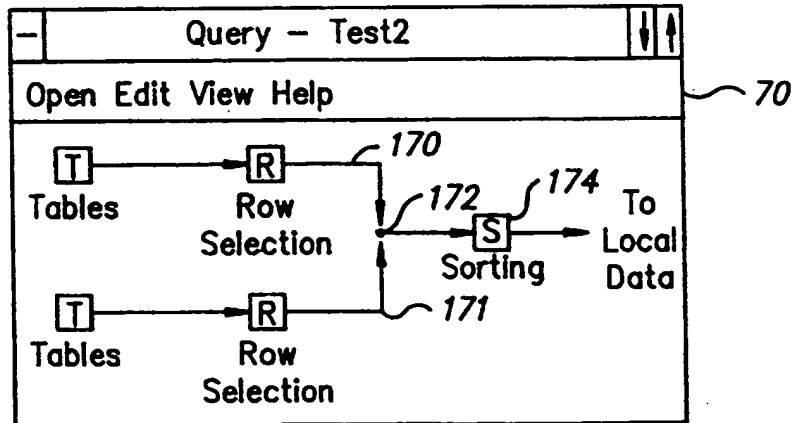 Query - Test2
Open Edit View Help
70
T
Tables
R
Row
Selection
170
172
S
Sorting
174
To
Local
Data
T
Tables
R
Row
Selection
171